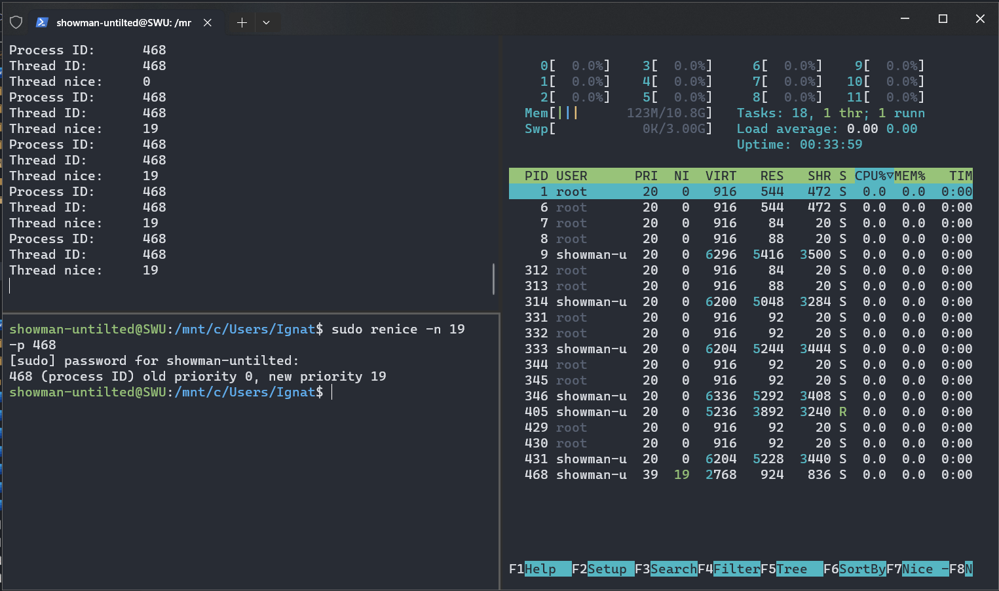 showman-untilted@SWU: /mr
Process ID:      468
Thread ID:       468
Thread nice:     0
Process ID:      468
Thread ID:       468
Thread nice:     19
Process ID:      468
Thread ID:       468
Thread nice:     19
Process ID:      468
Thread ID:       468
Thread nice:     19
Process ID:      468
Thread ID:       468
Thread nice:     19
showman-untilted@SWU:/mnt/c/Users/Ignat$ sudo renice -n 19
-p 468
[sudo] password for showman-untilted:
468 (process ID) old priority 0, new priority 19
showman-untilted@SWU:/mnt/c/Users/Ignat$
0[  0.0%]    3[  0.0%]    6[  0.0%]    9[  0.0%]
1[  0.0%]    4[  0.0%]    7[  0.0%]   10[  0.0%]
2[  0.0%]    5[  0.0%]    8[  0.0%]   11[  0.0%]
Mem[|||      123M/10.8G]   Tasks: 18, 1 thr; 1 runn
Swp[           0K/3.00G]   Load average: 0.00 0.00
Uptime: 00:33:59
PID USER      PRI  NI  VIRT   RES   SHR S CPU%▽MEM%   TIM
1 root       20   0   916   544   472 S  0.0  0.0  0:00
6 root       20   0   916   544   472 S  0.0  0.0  0:00
7 root       20   0   916    84    20 S  0.0  0.0  0:00
8 root       20   0   916    88    20 S  0.0  0.0  0:00
9 showman-u  20   0  6296  5416  3500 S  0.0  0.0  0:00
312 root       20   0   916    84    20 S  0.0  0.0  0:00
313 root       20   0   916    88    20 S  0.0  0.0  0:00
314 showman-u  20   0  6200  5048  3284 S  0.0  0.0  0:00
331 root       20   0   916    92    20 S  0.0  0.0  0:00
332 root       20   0   916    92    20 S  0.0  0.0  0:00
333 showman-u  20   0  6204  5244  3444 S  0.0  0.0  0:00
344 root       20   0   916    92    20 S  0.0  0.0  0:00
345 root       20   0   916    92    20 S  0.0  0.0  0:00
346 showman-u  20   0  6336  5292  3408 S  0.0  0.0  0:00
405 showman-u  20   0  5236  3892  3240 R  0.0  0.0  0:00
429 root       20   0   916    92    20 S  0.0  0.0  0:00
430 root       20   0   916    92    20 S  0.0  0.0  0:00
431 showman-u  20   0  6204  5228  3440 S  0.0  0.0  0:00
468 showman-u  39  19  2768   924   836 S  0.0  0.0  0:00
F1Help  F2Setup F3SearchF4FilterF5Tree  F6SortByF7Nice -F8N